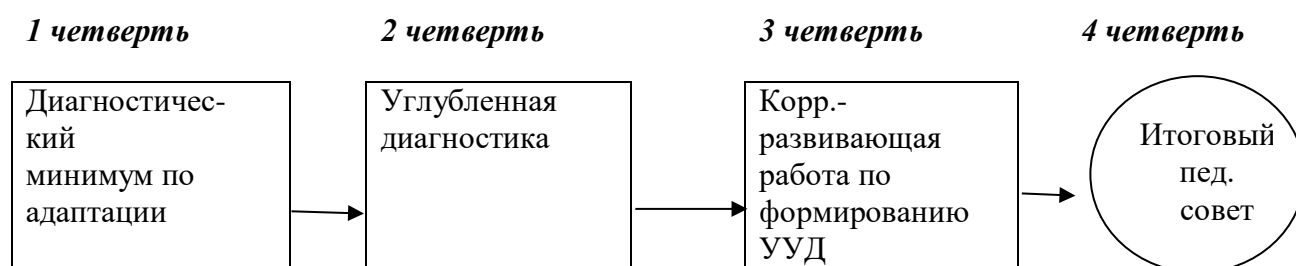 1 четверть 2 четверть 3 четверть 4 четверть
Диагностичес-
кий
минимум по
адаптации
Углубленная
диагностика
Корр.-
развивающая
работа по
формированию
УУД
Итоговый
пед.
совет